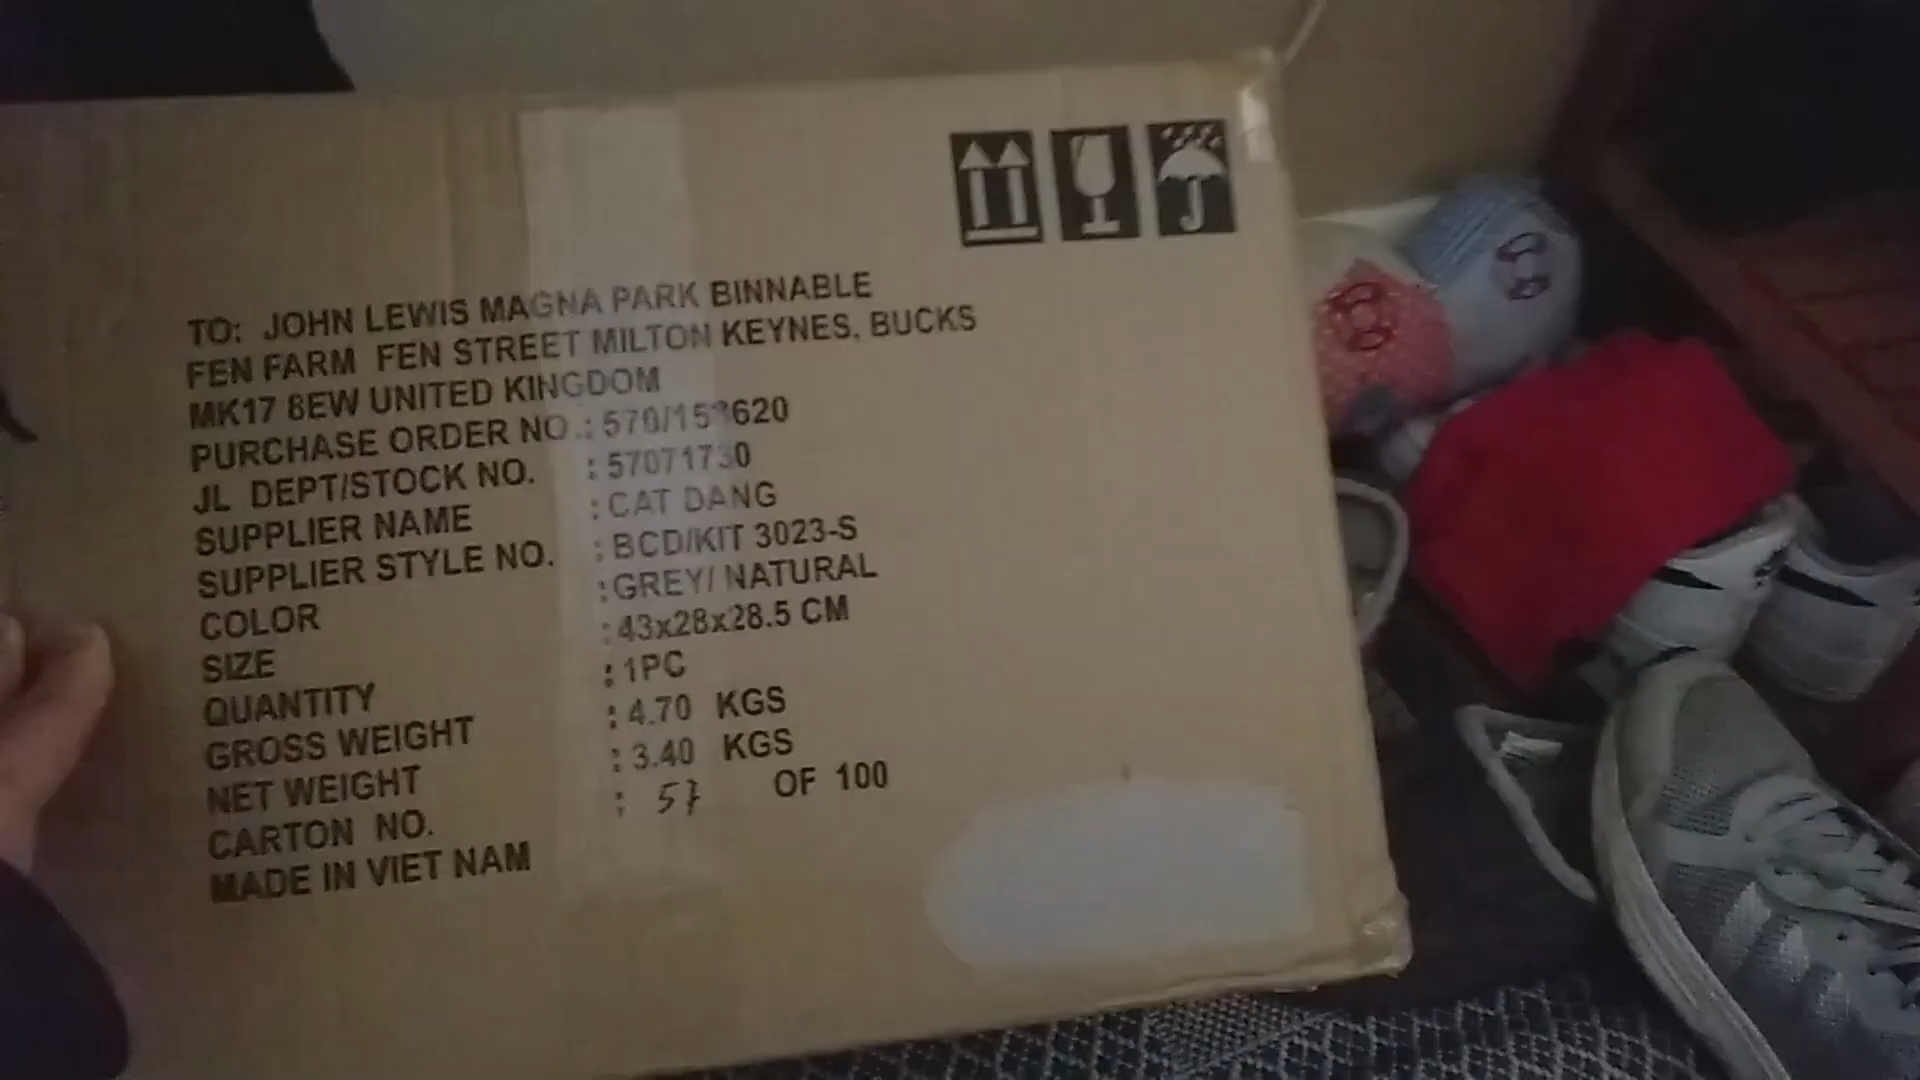 TO: JOHN LEWIS MAGNA PARK BINNABLE
FEN FARM FEN STREET MILTON KEYNES, BUCKS
MK17 8EW UNITED KINGDOM
PURCHASE ORDER NO.:
JL DEPT/STOCK NO. : 57071730
SUPPLIER NAME : CAT DANG
SUPPLIER STYLE NO. : BCD/KIT 3023-S
COLOR : GREY/ NATURAL
SIZE : 43x28x28.5 CM
QUANTITY : 1PC
GROSS WEIGHT : 4.70 KGS
NET WEIGHT : 3.40 KGS
CARTON NO. : 57 OF 100
MADE IN VIET NAM